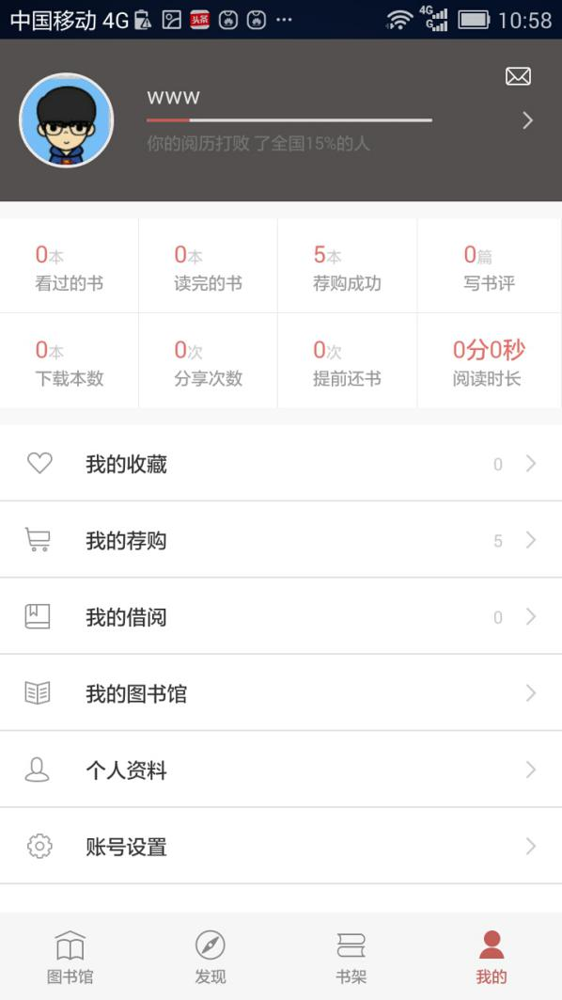 中国移动 4G 头条 ··· 4G G 10:58
www
你的阅历打败 了全国15%的人
0本 0本 5本 0篇
看过的书 读完的书 荐购成功 写书评
0本 0次 0次 0分0秒
下载本数 分享次数 提前还书 阅读时长
我的收藏 0
我的荐购 5
我的借阅 0
我的图书馆
个人资料
账号设置
图书馆 发现 书架 我的